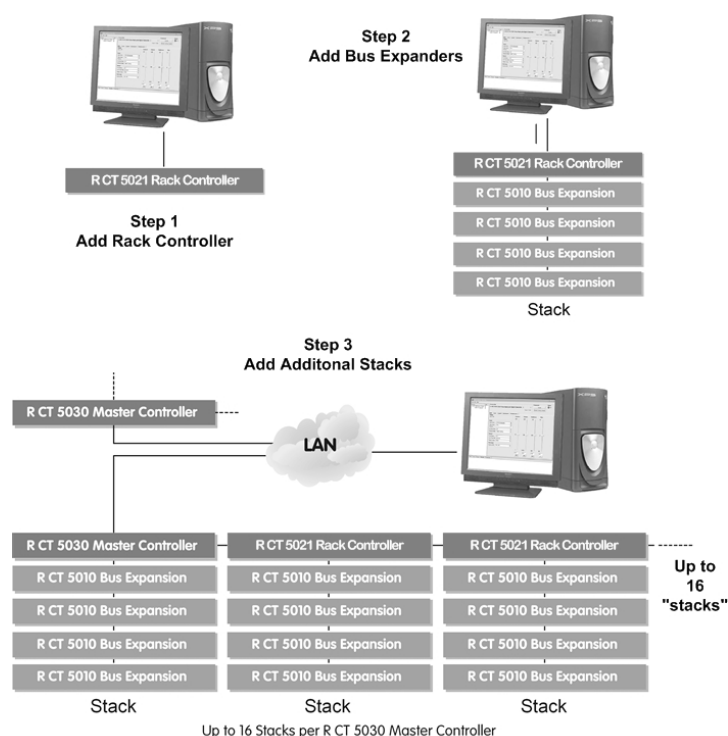 Step 2
Add Bus Expanders
R CT 5021 Rack Controller
Step 1
Add Rack Controller
R CT 5021 Rack Controller
R CT 5010 Bus Expansion
R CT 5010 Bus Expansion
R CT 5010 Bus Expansion
R CT 5010 Bus Expansion
Stack
Step 3
Add Additonal Stacks
R CT 5030 Master Controller
LAN
R CT 5030 Master Controller
R CT 5010 Bus Expansion
R CT 5010 Bus Expansion
R CT 5010 Bus Expansion
R CT 5010 Bus Expansion
Stack
R CT 5021 Rack Controller
R CT 5010 Bus Expansion
R CT 5010 Bus Expansion
R CT 5010 Bus Expansion
R CT 5010 Bus Expansion
Stack
R CT 5021 Rack Controller
R CT 5010 Bus Expansion
R CT 5010 Bus Expansion
R CT 5010 Bus Expansion
R CT 5010 Bus Expansion
Stack
Up to
16
"stacks"
Up to 16 Stacks per R CT 5030 Master Controller